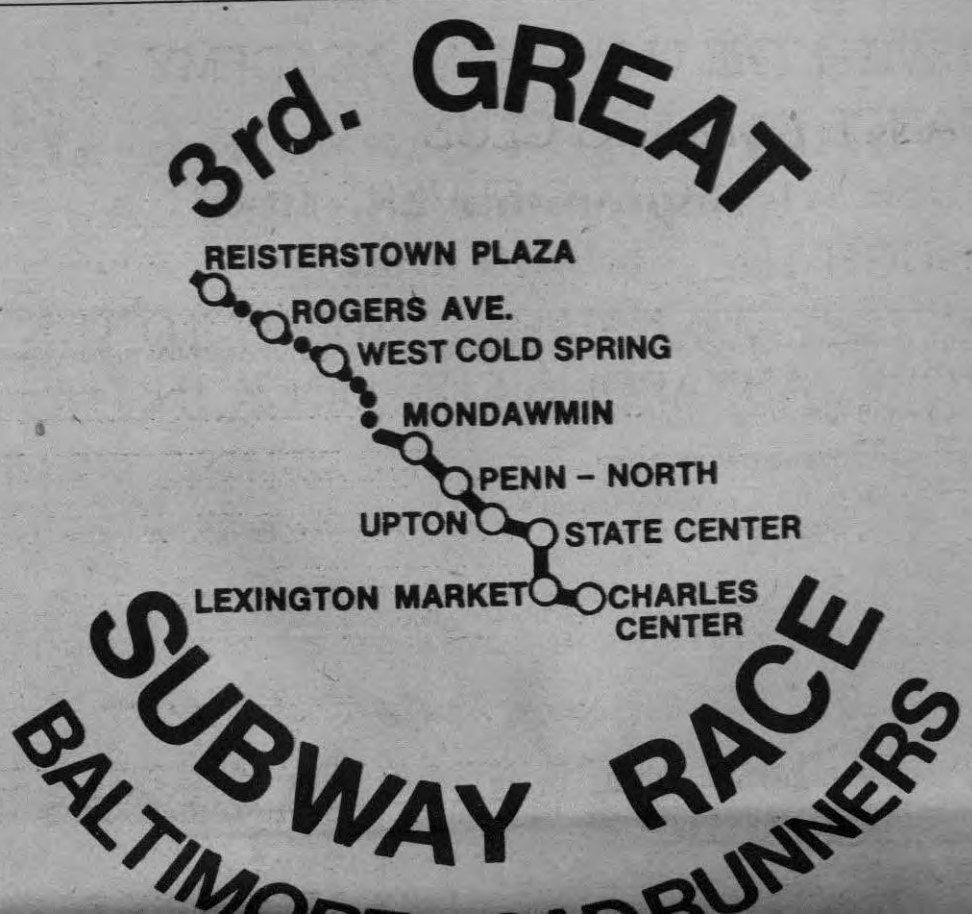 3rd. GREAT
REISTERSTOWN PLAZA
ROGERS AVE.
WEST COLD SPRING
MONDAWMIN
PENN – NORTH
UPTON
STATE CENTER
LEXINGTON MARKET
CHARLES
CENTER
SUBWAY RACE
RUNNERS